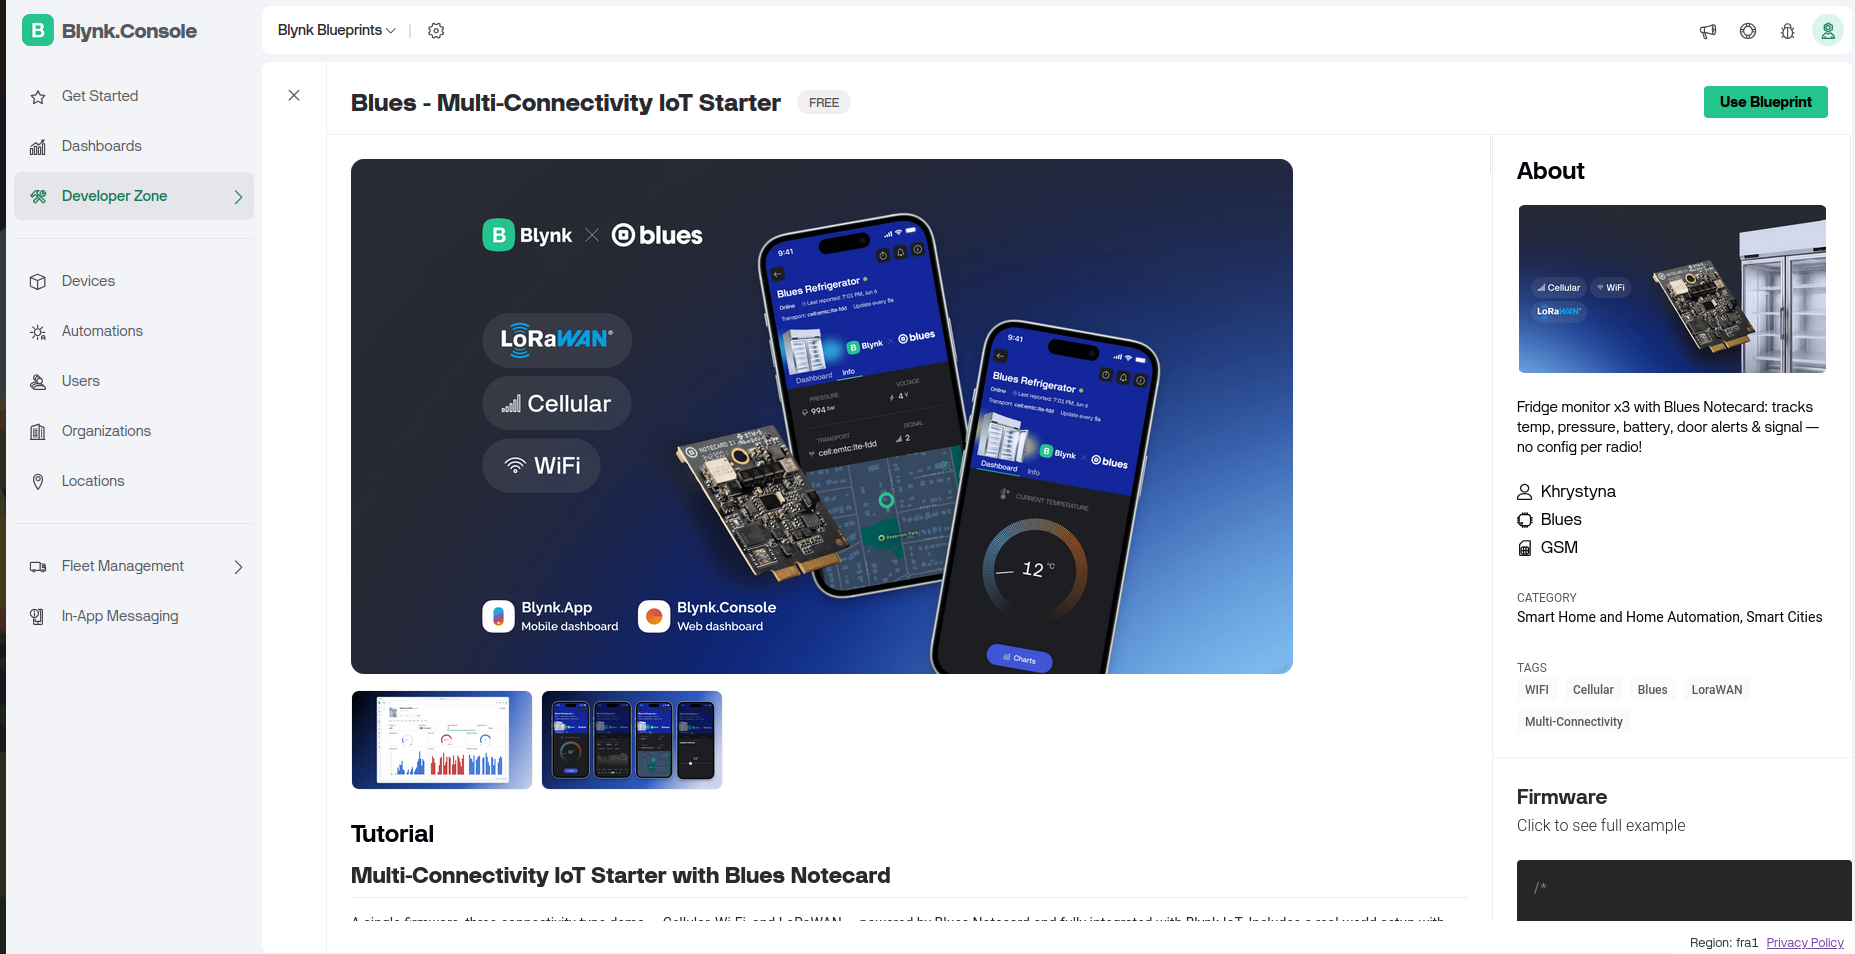 Blynk.Console
Blynk Blueprints
Get Started
Dashboards
Developer Zone
Devices
Automations
Users
Organizations
Locations
Fleet Management
In-App Messaging
Blues - Multi-Connectivity IoT Starter
FREE
Use Blueprint
Blynk
blues
LoRaWAN
Cellular
WiFi
Blynk.App
Mobile dashboard
Blynk.Console
Web dashboard
9:41
Blues Refrigerator
Online
Last reported: 7:01 PM, Jun 6
Transport: cell:emtc:lte-fdd
Update every 5s
Blynk
blues
Dashboard
Info
PRESSURE
994 bar
VOLTAGE
4 V
TRANSPORT
cell:emtc:lte-fdd
SIGNAL
2
Reservoir Park
9:41
Blues Refrigerator
Online
Last reported: 7:01 PM, Jun 6
Transport: cell:emtc:lte-fdd
Update every 5s
Blynk
blues
Dashboard
Info
CURRENT TEMPERATURE
12 °C
Charts
Tutorial
Multi-Connectivity IoT Starter with Blues Notecard
About
Cellular
WiFi
LoRaWAN
Fridge monitor x3 with Blues Notecard: tracks
temp, pressure, battery, door alerts & signal —
no config per radio!
Khrystyna
Blues
GSM
CATEGORY
Smart Home and Home Automation, Smart Cities
TAGS
WIFI
Cellular
Blues
LoraWAN
Multi-Connectivity
Firmware
Click to see full example
/*
Region: fra1
Privacy Policy